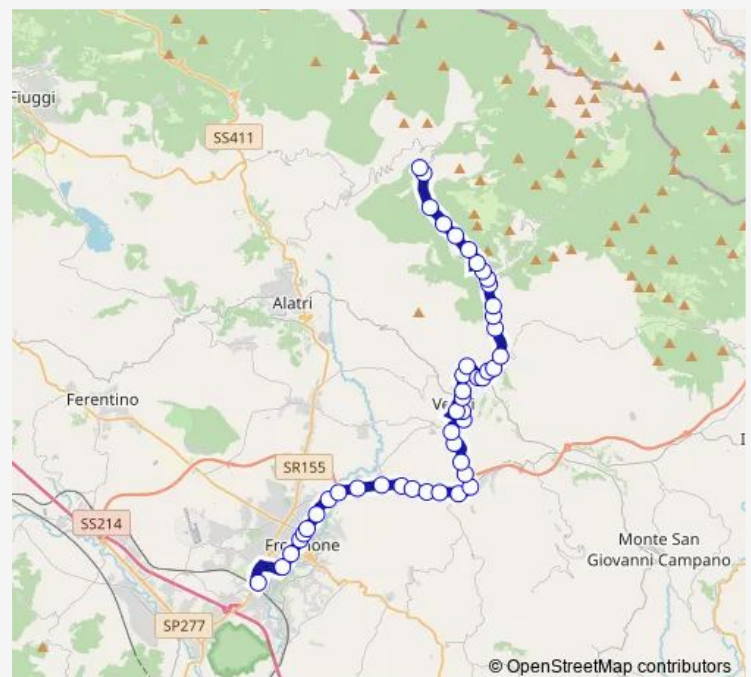 Fiuggi
SS411
Alatri
Ferentino
SR155
SS214
Monte San
Giovanni Campano
SP277
© OpenStreetMap contributors